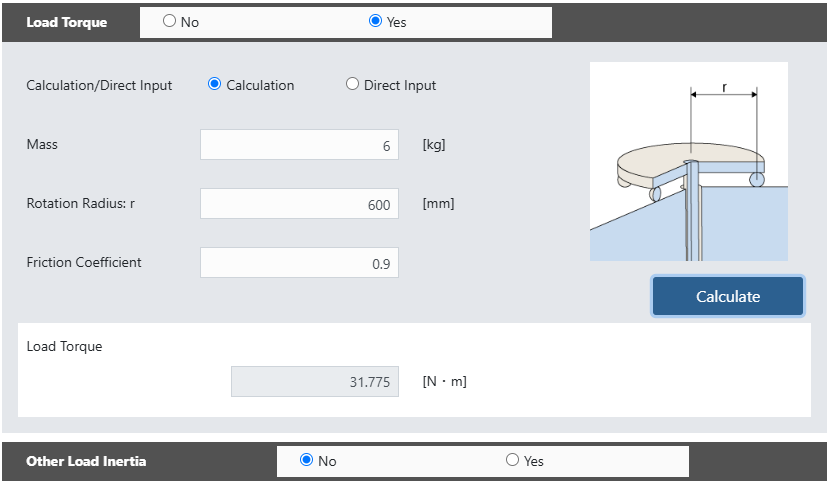 Load Torque No Yes
Calculation/Direct Input Calculation Direct Input
r
Mass 6 [kg]
Rotation Radius: r 600 [mm]
Friction Coefficient 0.9
Calculate
Load Torque
31.775 [N・m]
Other Load Inertia No Yes